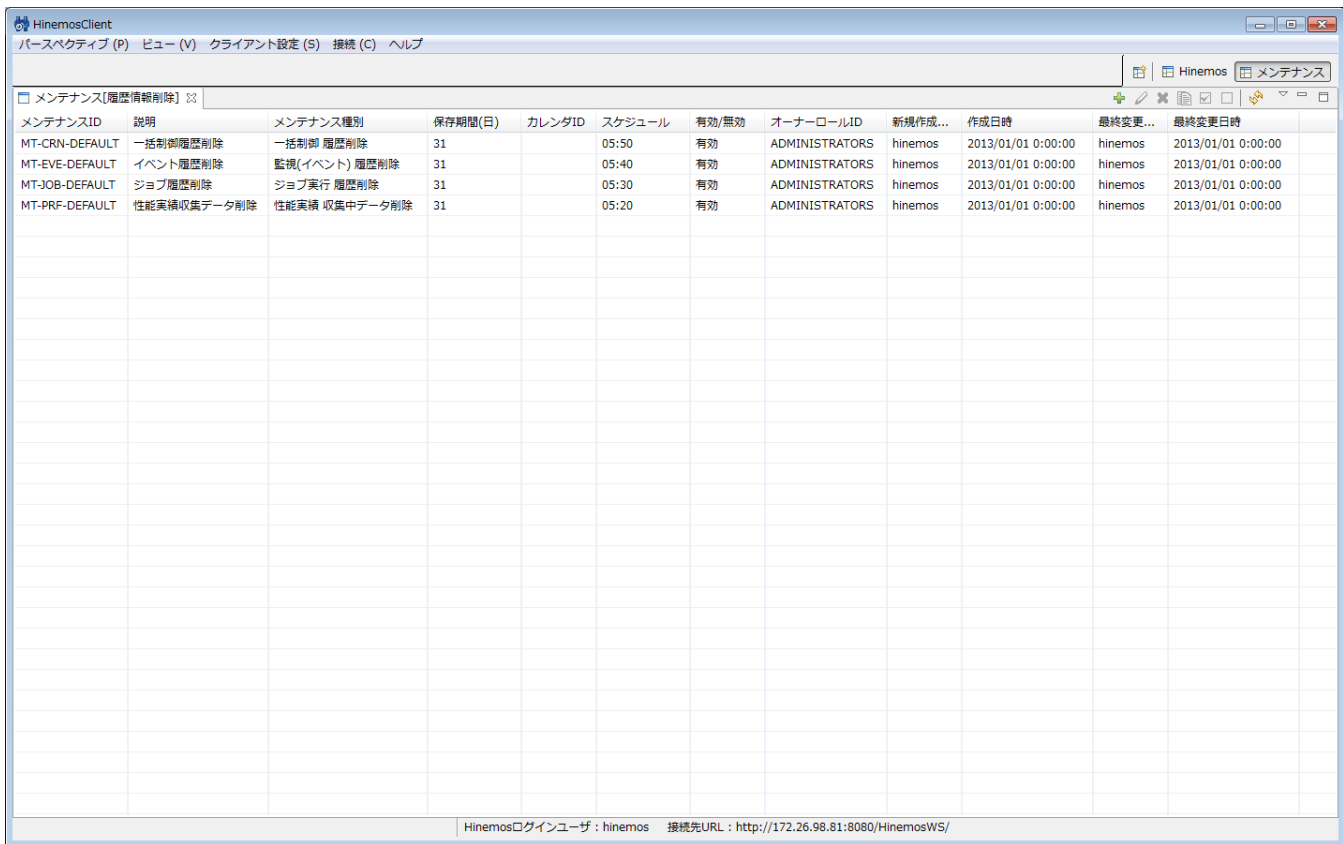 HinemosClient
パースペクティブ (P) ビュー (V) クライアント設定 (S) 接続 (C) ヘルプ
Hinemos メンテナンス
メンテナンス[履歴情報削除]
メンテナンスID 説明 メンテナンス種別 保存期間(日) カレンダID スケジュール 有効/無効 オーナーロールID 新規作成... 作成日時 最終変更... 最終変更日時
MT-CRN-DEFAULT 一括制御履歴削除 一括制御 履歴削除 31 05:50 有効 ADMINISTRATORS hinemos 2013/01/01 0:00:00 hinemos 2013/01/01 0:00:00
MT-EVE-DEFAULT イベント履歴削除 監視(イベント) 履歴削除 31 05:40 有効 ADMINISTRATORS hinemos 2013/01/01 0:00:00 hinemos 2013/01/01 0:00:00
MT-JOB-DEFAULT ジョブ履歴削除 ジョブ実行 履歴削除 31 05:30 有効 ADMINISTRATORS hinemos 2013/01/01 0:00:00 hinemos 2013/01/01 0:00:00
MT-PRF-DEFAULT 性能実績収集データ削除 性能実績 収集中データ削除 31 05:20 有効 ADMINISTRATORS hinemos 2013/01/01 0:00:00 hinemos 2013/01/01 0:00:00
Hinemosログインユーザ：hinemos 接続先URL：http://172.26.98.81:8080/HinemosWS/